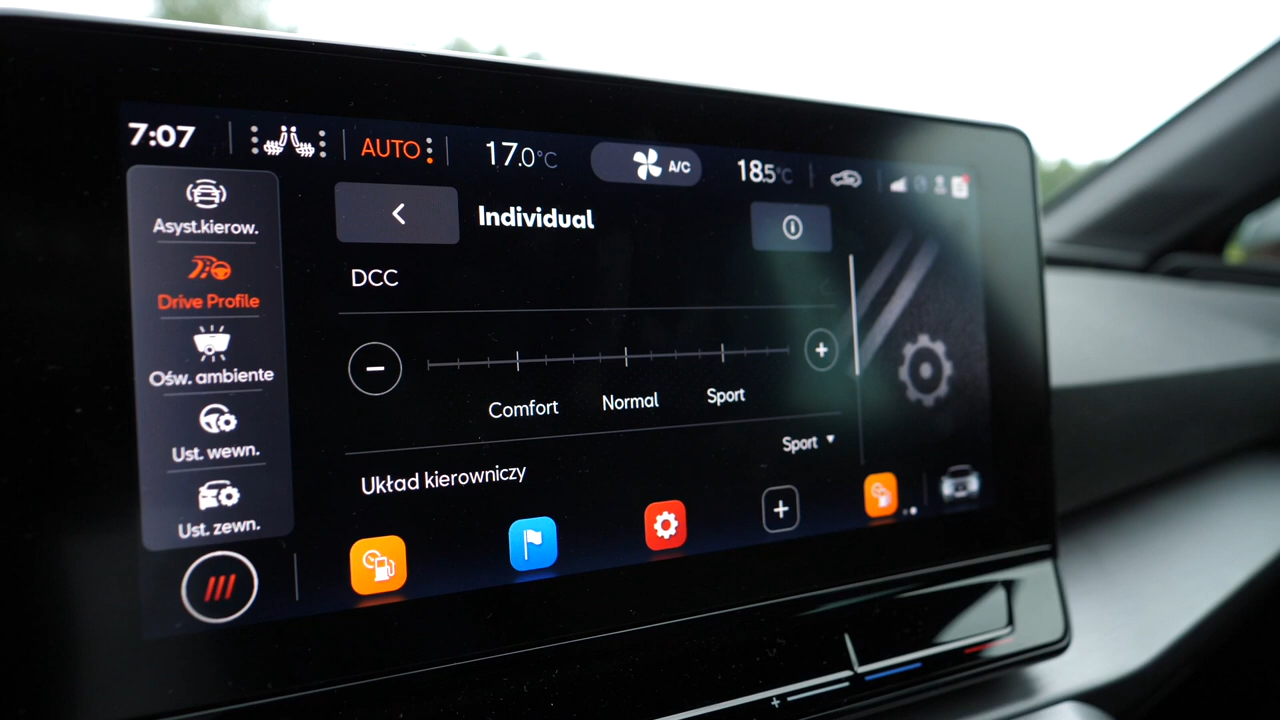 7:07 AUTO 17.0°C A/C 18.5°C
Asyst.kierow.
Drive Profile
Ośw. ambiente
Ust. wewn.
Ust. zewn.
Individual
DCC
Comfort Normal Sport
Sport
Układ kierowniczy